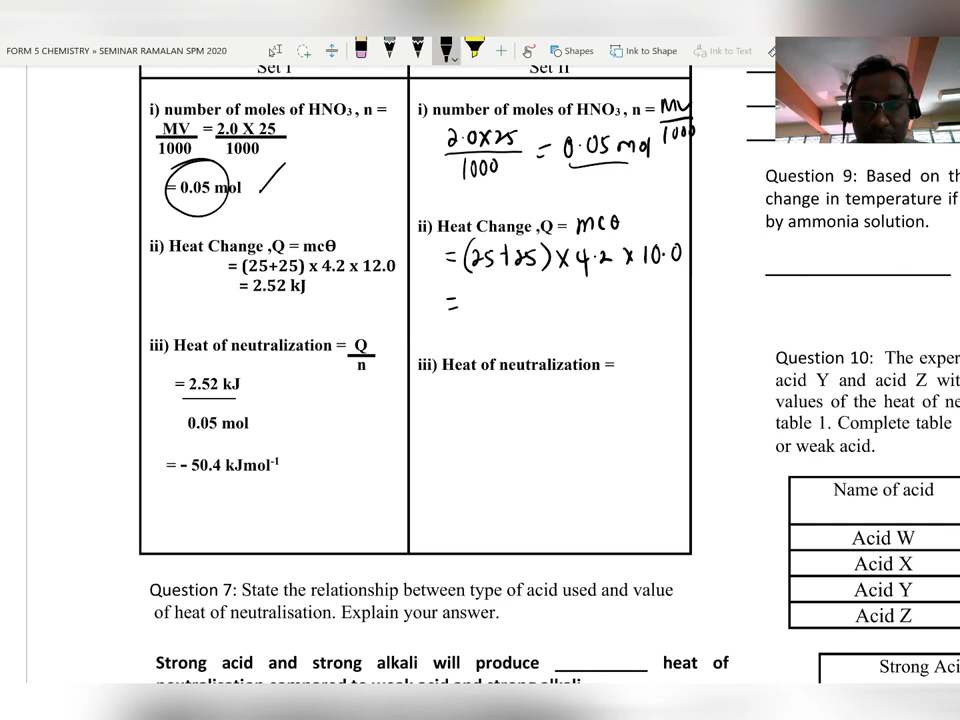 FORM 5 CHEMISTRY » SEMINAR RAMALAN SPM 2020
Shapes
Ink to Shape
Ink to Text
Set I
Set II
i) number of moles of HNO₃ , n =
MV = 2.0 X 25
1000 1000
= 0.05 mol
ii) Heat Change ,Q = mcθ
= (25+25) x 4.2 x 12.0
= 2.52 kJ
iii) Heat of neutralization = Q
n
= 2.52 kJ
0.05 mol
= - 50.4 kJmol⁻¹
i) number of moles of HNO₃ , n = MV
1000
2.0X25 = 0.05 mol
1000
ii) Heat Change ,Q = mcθ
= (25+25) X 4.2 X 10.0
=
iii) Heat of neutralization =
Question 7: State the relationship between type of acid used and value
of heat of neutralisation. Explain your answer.
Strong acid and strong alkali will produce __________ heat of
neutralisation compared to weak acid and strong alkali.
Question 9: Based on th
change in temperature if
by ammonia solution.
Question 10: The exper
acid Y and acid Z wit
values of the heat of ne
table 1. Complete table
or weak acid.
Name of acid
Acid W
Acid X
Acid Y
Acid Z
Strong Aci